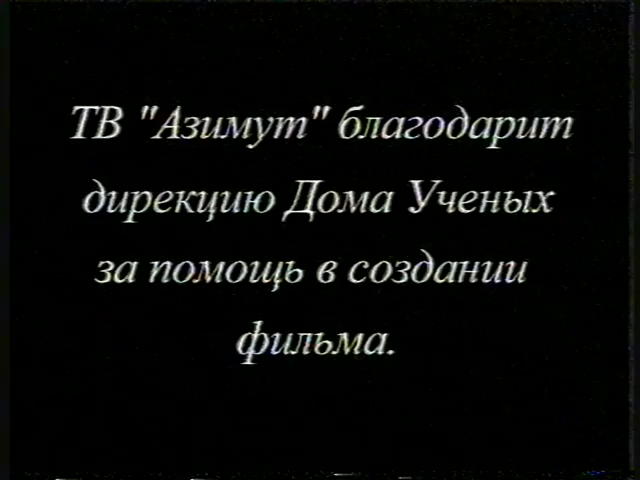 ТВ "Азимут" благодарит
дирекцию Дома Ученых
за помощь в создании
фильма.